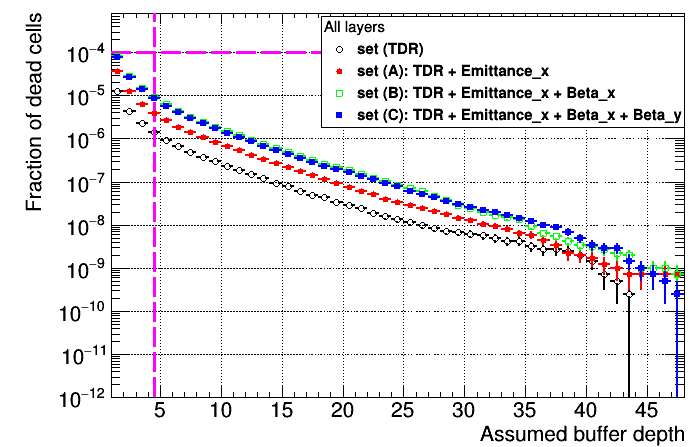 Fraction of dead cells
10⁻⁴
10⁻⁵
10⁻⁶
10⁻⁷
10⁻⁸
10⁻⁹
10⁻¹⁰
10⁻¹¹
10⁻¹²
All layers
set (TDR)
set (A): TDR + Emittance_x
set (B): TDR + Emittance_x + Beta_x
set (C): TDR + Emittance_x + Beta_x + Beta_y
5 10 15 20 25 30 35 40 45
Assumed buffer depth